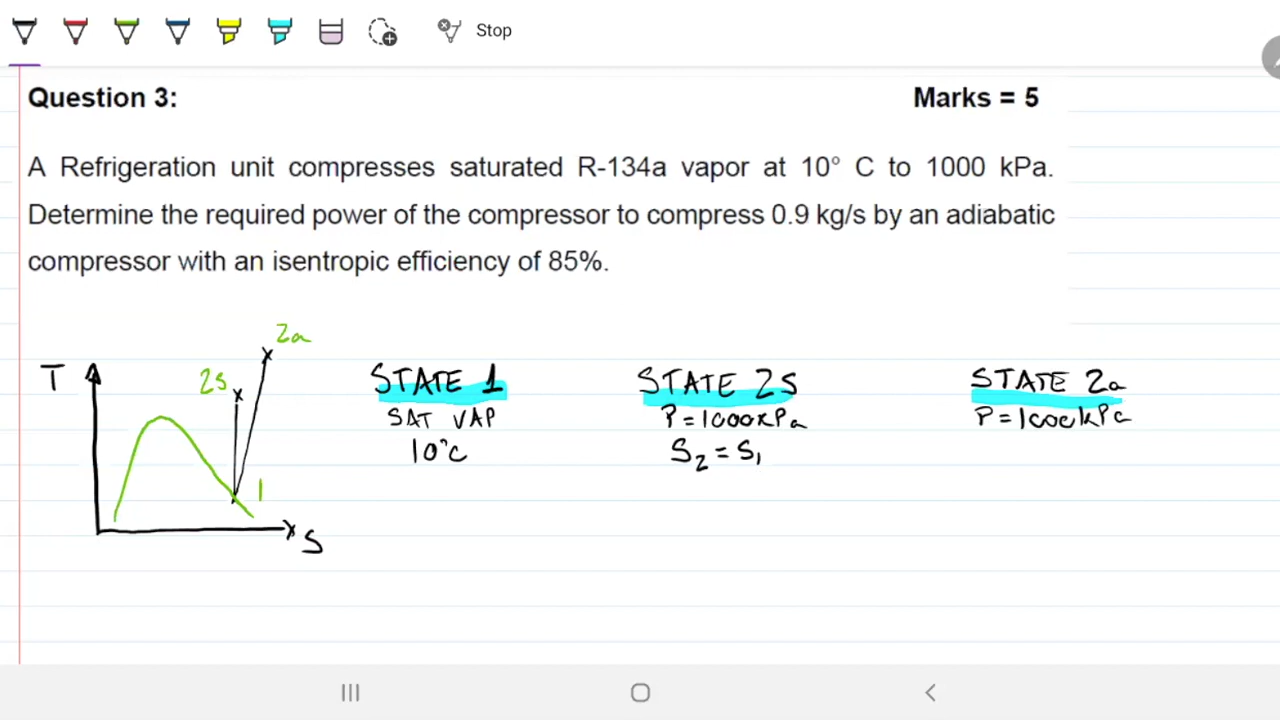 Stop
Question 3: Marks = 5
A Refrigeration unit compresses saturated R-134a vapor at 10° C to 1000 kPa.
Determine the required power of the compressor to compress 0.9 kg/s by an adiabatic
compressor with an isentropic efficiency of 85%.
T
2s
2a
1
S
STATE 1
SAT VAP
10°C
STATE 2S
P=1000kPa
S₂ = S₁
STATE 2a
P=1000kPa